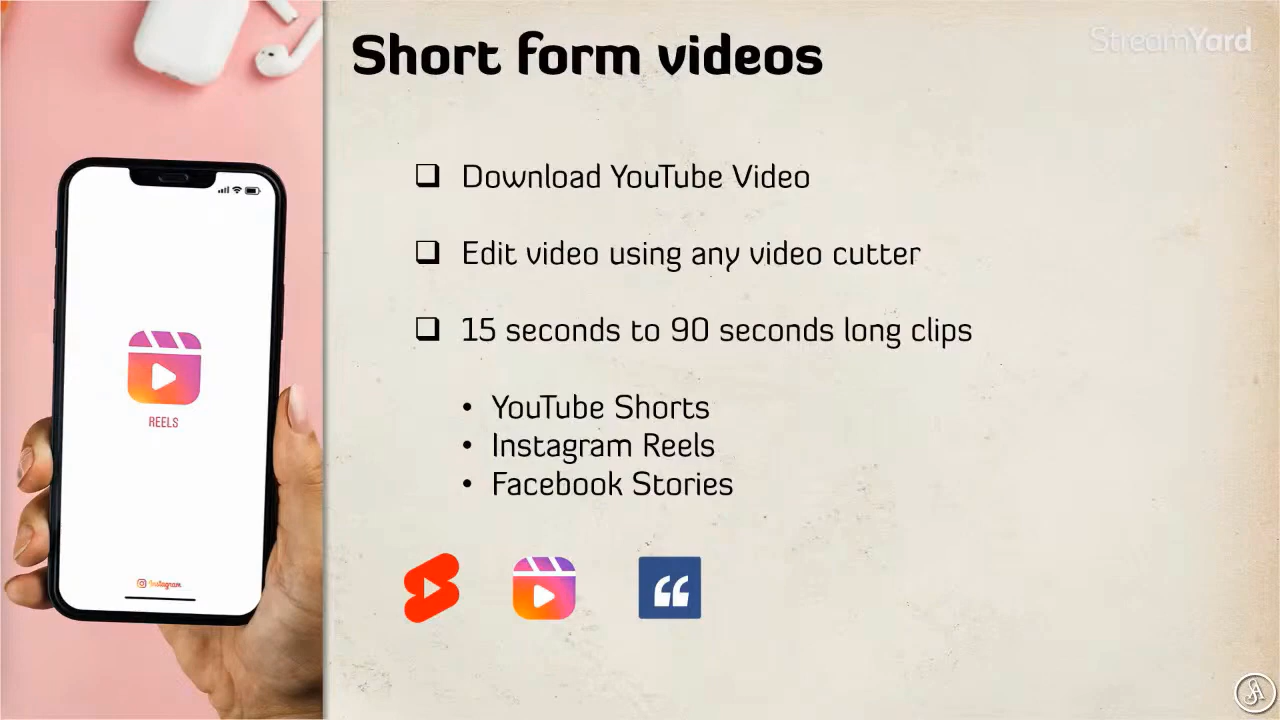 Short form videos
StreamYard
Download YouTube Video
Edit video using any video cutter
15 seconds to 90 seconds long clips
• YouTube Shorts
• Instagram Reels
• Facebook Stories
REELS
Instagram